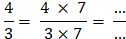 4/3 = 4 × 7 / 3 × 7 = ... / ...